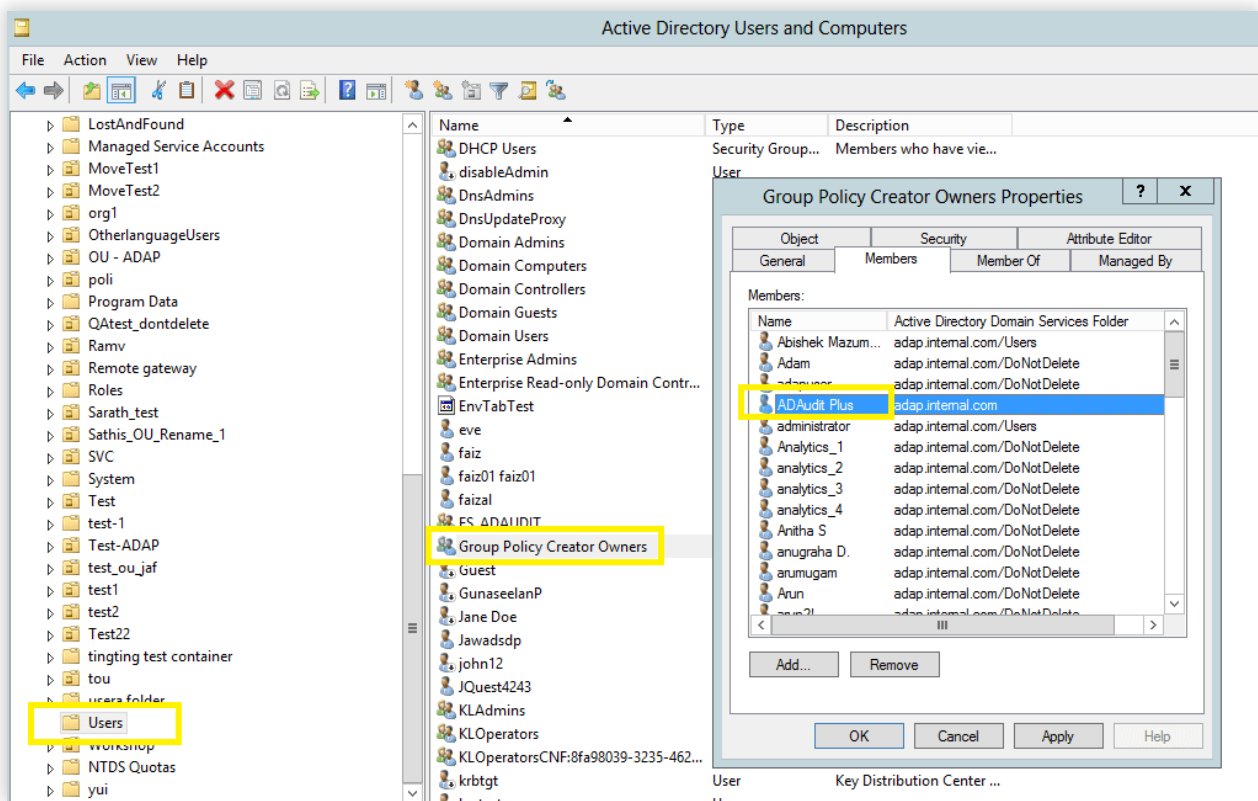 Active Directory Users and Computers
File Action View Help
LostAndFound
Managed Service Accounts
MoveTest1
MoveTest2
org1
OtherlanguageUsers
OU - ADAP
poli
Program Data
QAtest_dontdelete
Ramv
Remote gateway
Roles
Sarath_test
Sathis_OU_Rename_1
SVC
System
Test
test-1
Test-ADAP
test_ou_jaf
test1
test2
Test22
tingting test container
tou
usera folder
Users
Workshop
NTDS Quotas
yui
Name Type Description
DHCP Users Security Group... Members who have vie...
disableAdmin User
DnsAdmins
DnsUpdateProxy
Domain Admins
Domain Computers
Domain Controllers
Domain Guests
Domain Users
Enterprise Admins
Enterprise Read-only Domain Contr...
EnvTabTest
eve
faiz
faiz01 faiz01
faizal
FS_ADAUDIT
Group Policy Creator Owners
Guest
GunaseelanP
Jane Doe
Jawadsdp
john12
JQuest4243
KLAdmins
KLOperators
KLOperatorsCNF:8fa98039-3235-462...
krbtgt User Key Distribution Center ...
Group Policy Creator Owners Properties ? x
Object Security Attribute Editor
General Members Member Of Managed By
Members:
Name Active Directory Domain Services Folder
Abishek Mazum... adap.internal.com/Users
Adam adap.internal.com/DoNotDelete
adapuser adap.internal.com/DoNotDelete
ADAudit Plus adap.internal.com
administrator adap.internal.com/Users
Analytics_1 adap.internal.com/DoNotDelete
analytics_2 adap.internal.com/DoNotDelete
analytics_3 adap.internal.com/DoNotDelete
analytics_4 adap.internal.com/DoNotDelete
Anitha S adap.internal.com/DoNotDelete
anugraha D. adap.internal.com/DoNotDelete
arumugam adap.internal.com/DoNotDelete
Arun adap.internal.com/DoNotDelete
adap.internal.com/DoNotDelete
Add... Remove
OK Cancel Apply Help